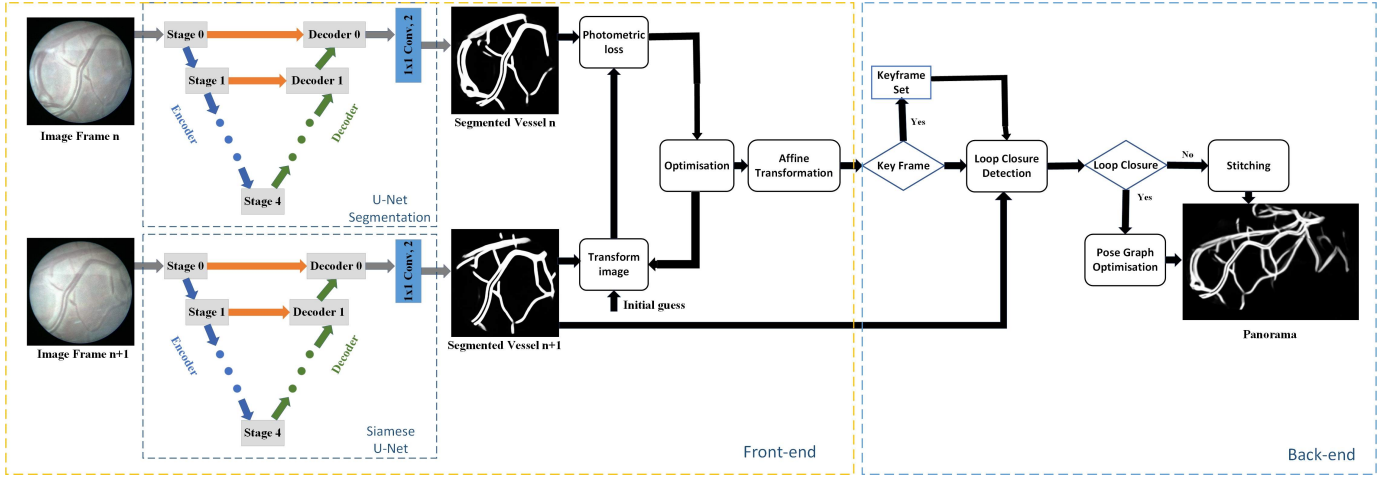 Image Frame n
Stage 0
Decoder 0
Stage 1
Decoder 1
Encoder
Decoder
Stage 4
U-Net
Segmentation
1x1 Conv, 2
Segmented Vessel n
Image Frame n+1
Stage 0
Decoder 0
Stage 1
Decoder 1
Encoder
Decoder
Stage 4
Siamese
U-Net
1x1 Conv, 2
Segmented Vessel n+1
Photometric
loss
Transform
image
Initial guess
Optimisation
Affine
Transformation
Front-end
Keyframe
Set
Yes
Key Frame
Loop Closure
Detection
Loop Closure
No
Yes
Stitching
Pose Graph
Optimisation
Panorama
Back-end